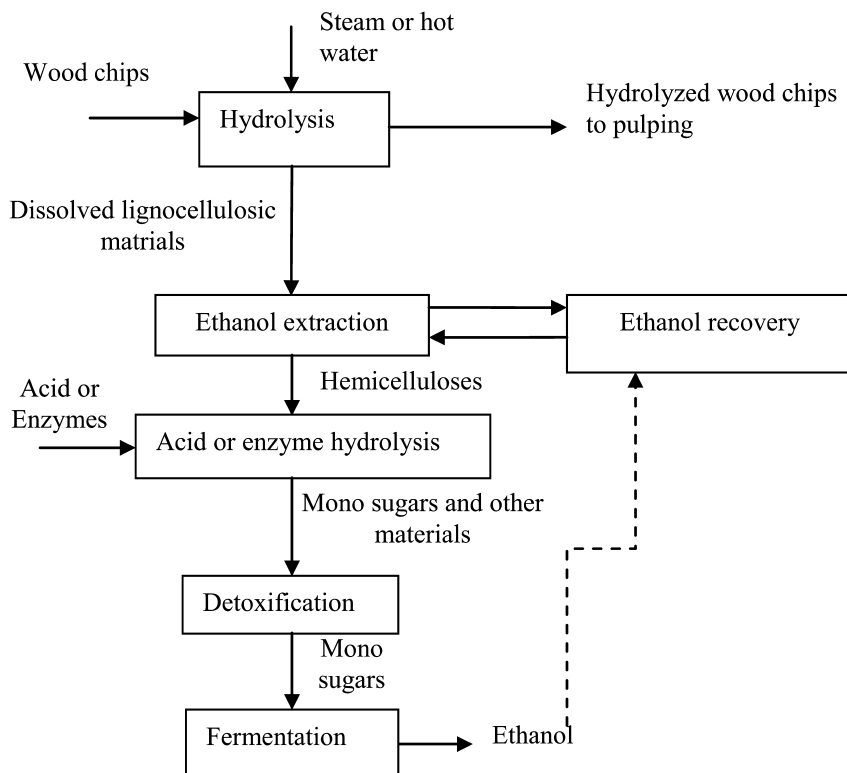 Steam or hot
water
Wood chips
Hydrolysis
Hydrolyzed wood chips
to pulping
Dissolved lignocellulosic
matrials
Ethanol extraction
Ethanol recovery
Hemicelluloses
Acid or
Enzymes
Acid or enzyme hydrolysis
Mono sugars and other
materials
Detoxification
Mono
sugars
Fermentation
Ethanol